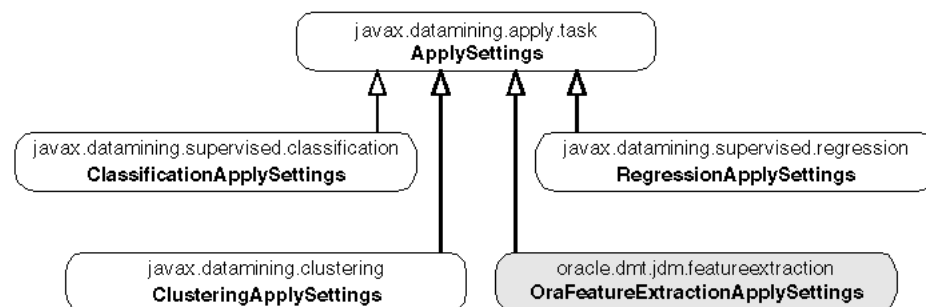 javax.datamining.apply.task
ApplySettings
javax.datamining.supervised.classification
ClassificationApplySettings
javax.datamining.supervised.regression
RegressionApplySettings
javax.datamining.clustering
ClusteringApplySettings
oracle.dmt.jdm.featureextraction
OraFeatureExtractionApplySettings